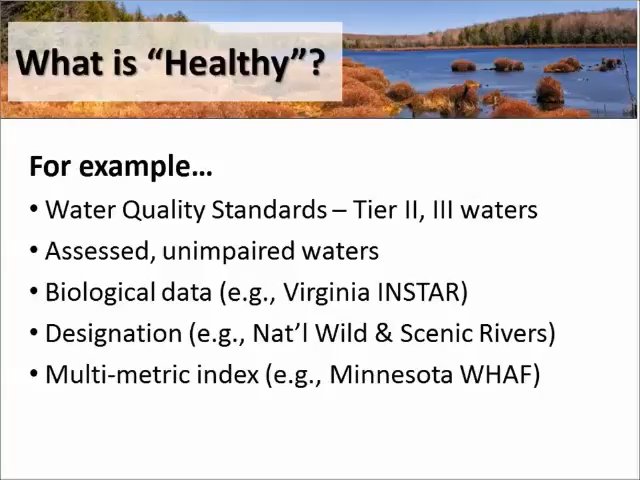 What is “Healthy”?
For example…
• Water Quality Standards – Tier II, III waters
• Assessed, unimpaired waters
• Biological data (e.g., Virginia INSTAR)
• Designation (e.g., Nat’l Wild & Scenic Rivers)
• Multi-metric index (e.g., Minnesota WHAF)